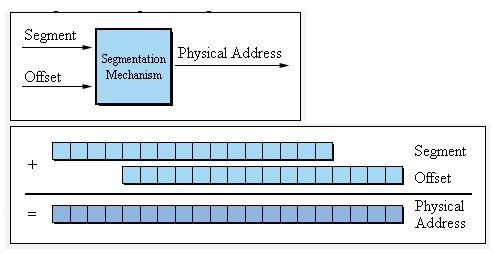 Segment
Offset
Segmentation
Mechanism
Physical Address
+
Segment
Offset
=
Physical
Address